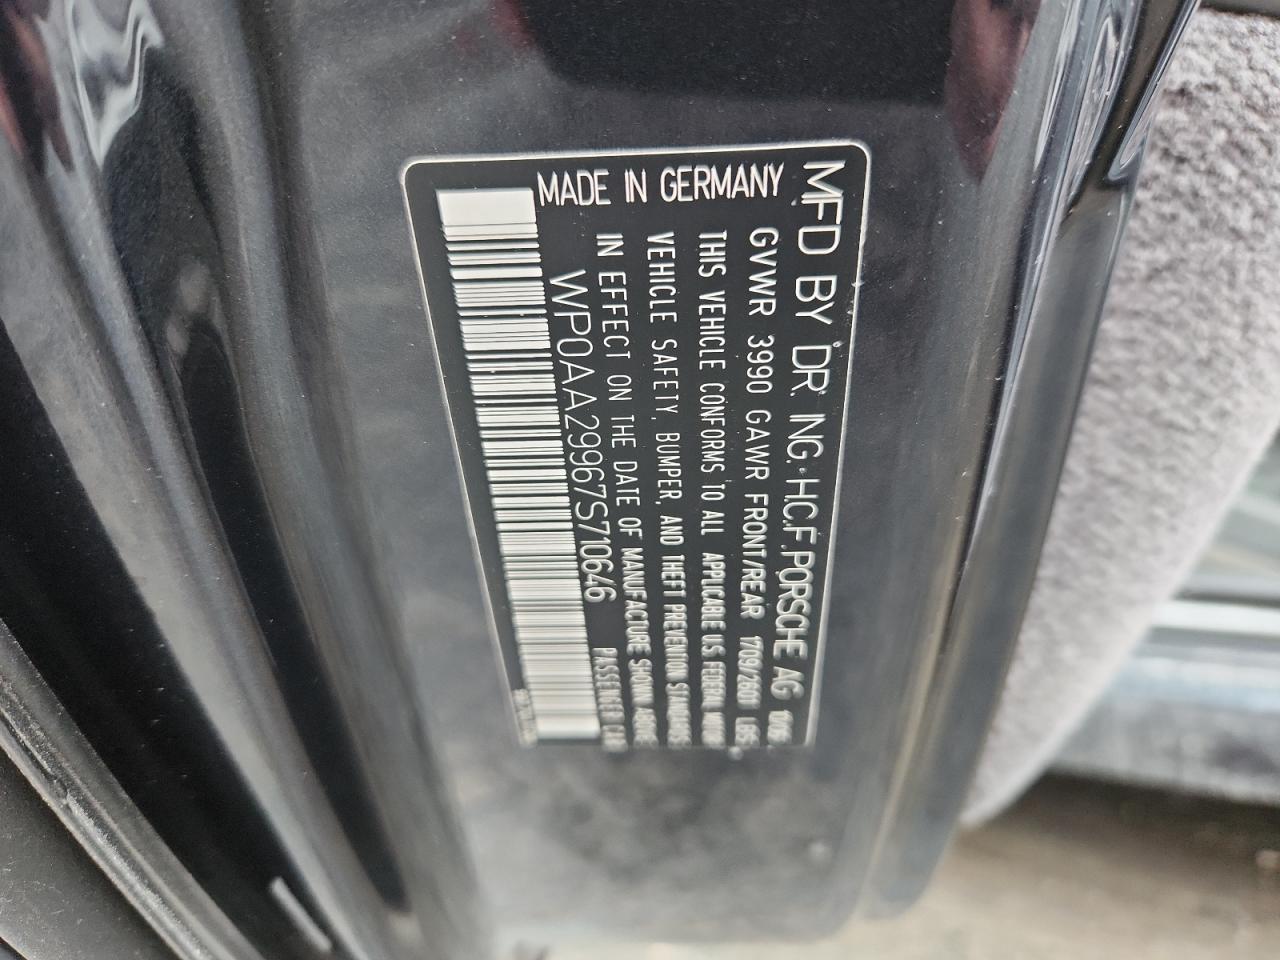 MFD BY DR. ING. H.C.F. PORSCHE AG
GVWR 3990 GAWR FRONT/REAR 1709/2601 LBS
THIS VEHICLE CONFORMS TO ALL APPLICABLE U.S. FEDERAL MOTOR
VEHICLE SAFETY, BUMPER, AND THEFT PREVENTION STANDARDS
IN EFFECT ON THE DATE OF MANUFACTURE SHOWN ABOVE
WP0AA29967S710646 PASSENGER CAR
MADE IN GERMANY